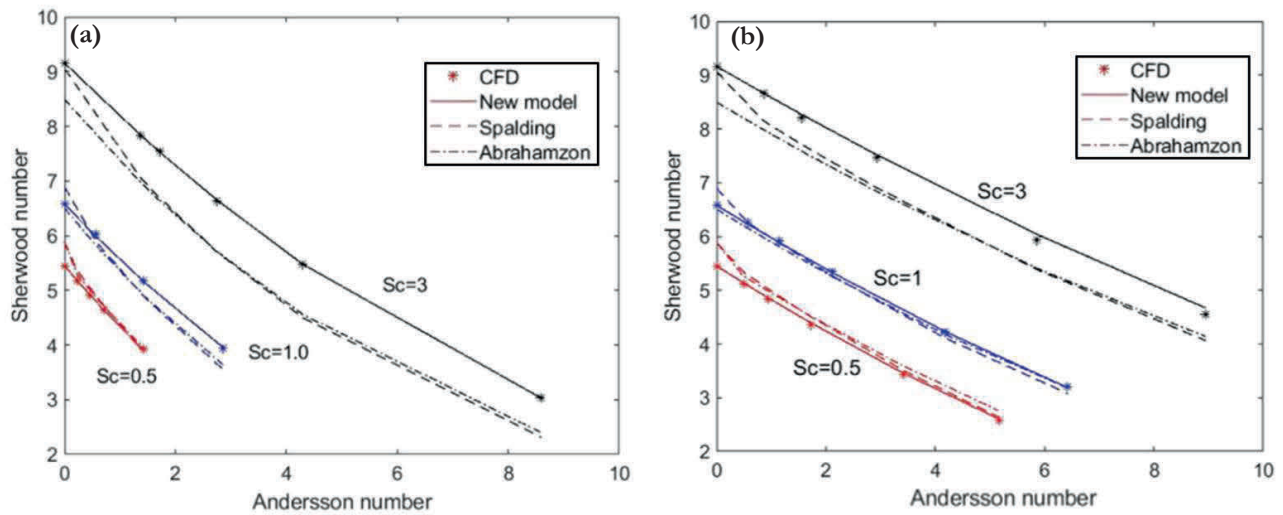 (a)
CFD
New model
Spalding
Abrahamzon
Sc=3
Sc=1.0
Sc=0.5
Sherwood number
10
9
8
7
6
5
4
3
2
0
2
4
6
8
10
Andersson number
(b)
CFD
New model
Spalding
Abrahamzon
Sc=3
Sc=1
Sc=0.5
Sherwood number
10
9
8
7
6
5
4
3
2
0
2
4
6
8
10
Andersson number